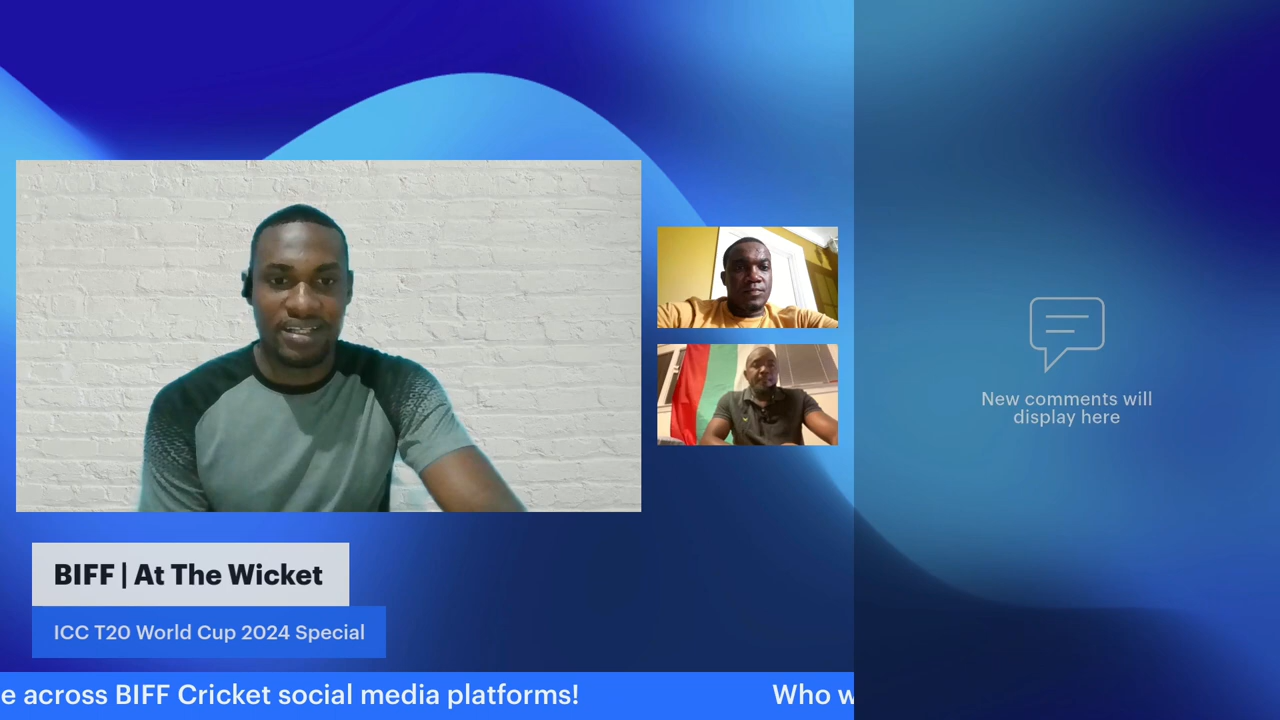 New comments will
display here
BIFF | At The Wicket
ICC T20 World Cup 2024 Special
e across BIFF Cricket social media platforms! Who w